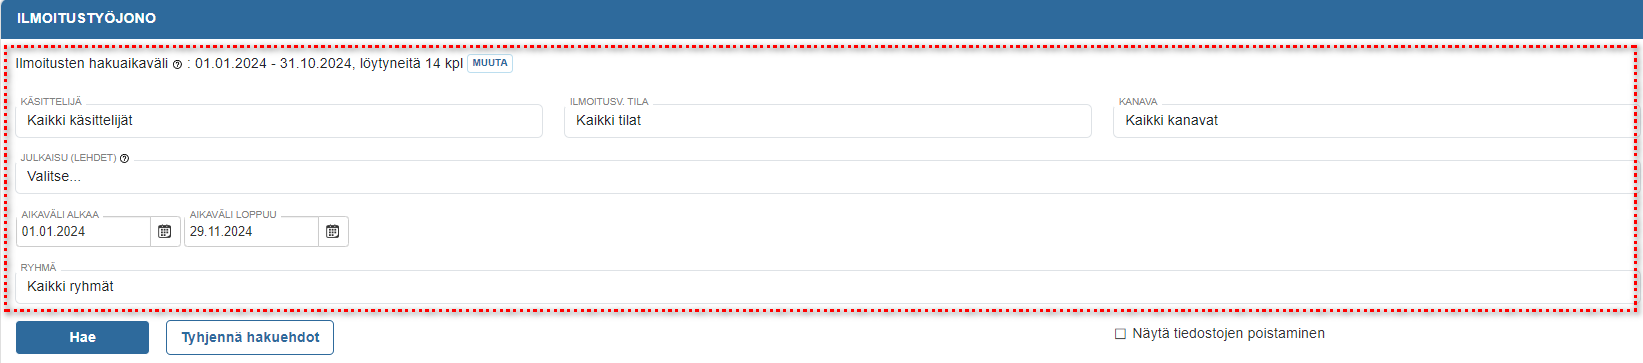 ILMOITUSTYÖJONO
Ilmoitusten hakuaikaväli ? : 01.01.2024 - 31.10.2024, löytyneitä 14 kpl MUUTA
KÄSITTELIJÄ ILMOITUSV. TILA KANAVA
Kaikki käsittelijät Kaikki tilat Kaikki kanavat
JULKAISU (LEHDET) ?
Valitse...
AIKAVÄLI ALKAA AIKAVÄLI LOPPUU
01.01.2024 29.11.2024
RYHMÄ
Kaikki ryhmät
Hae Tyhjennä hakuehdot Näytä tiedostojen poistaminen